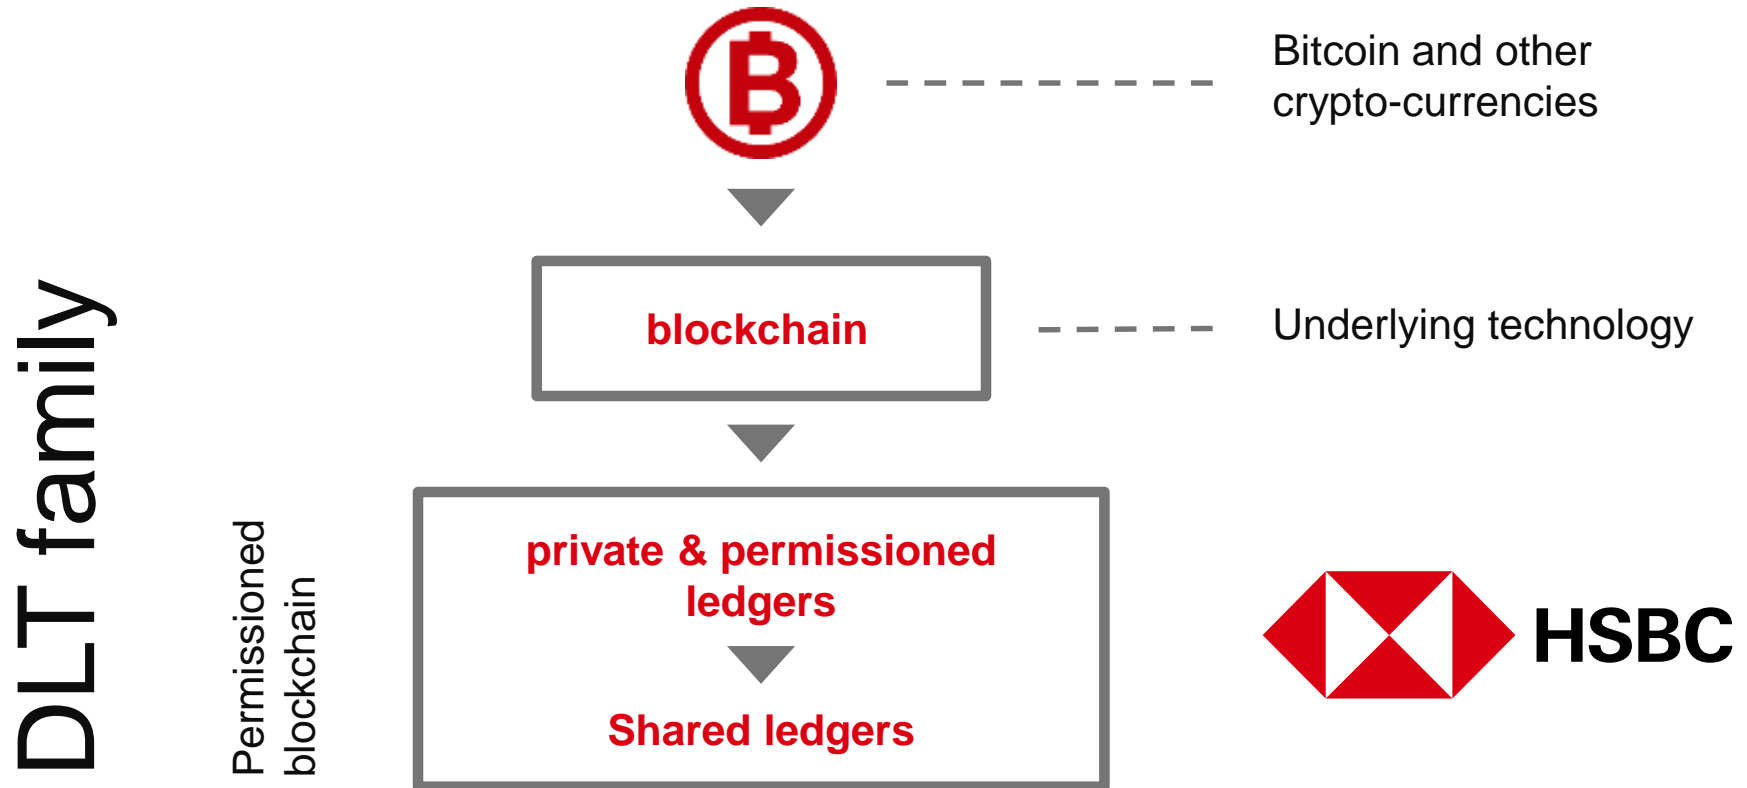 Bitcoin and other
crypto-currencies
blockchain
Underlying technology
DLT family
Permissioned
blockchain
private & permissioned
ledgers
Shared ledgers
HSBC